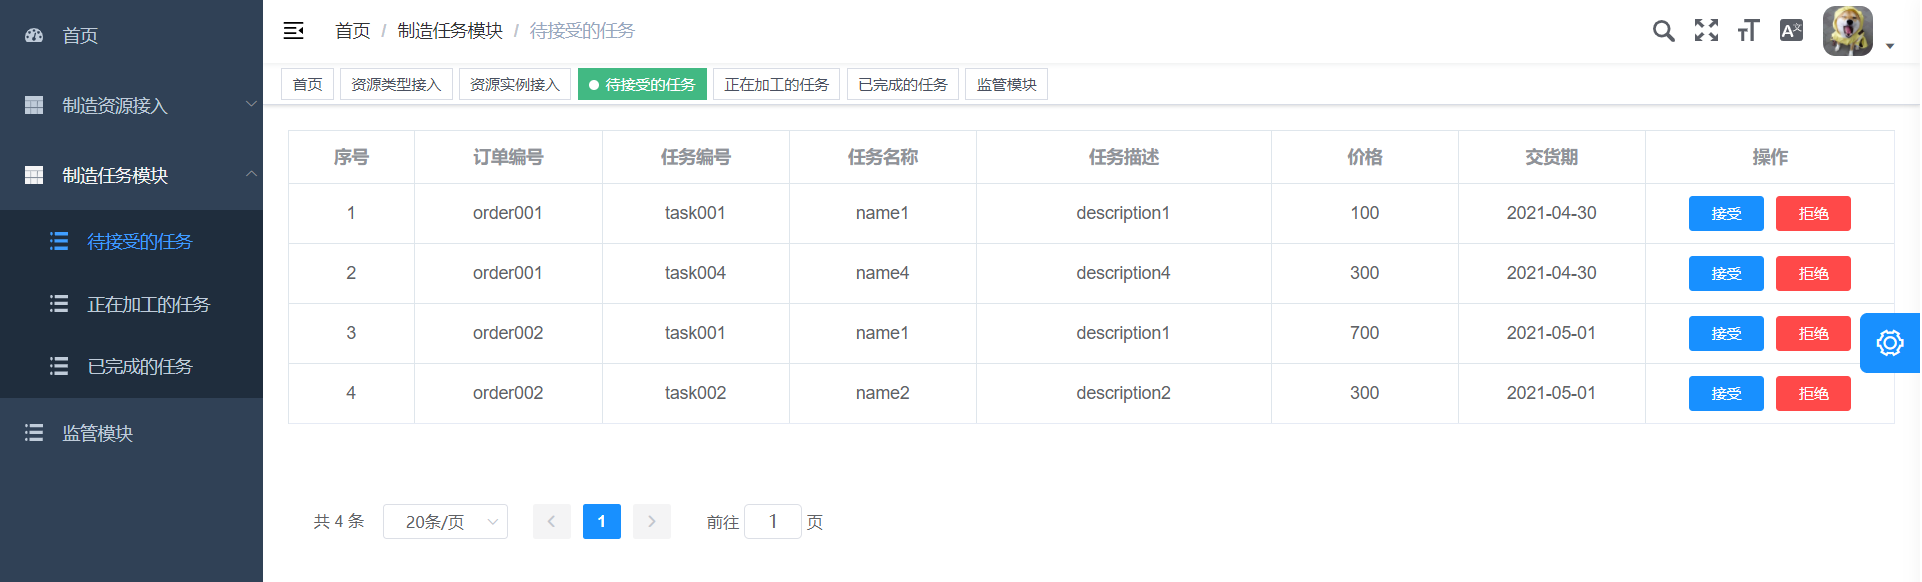 首页
制造资源接入
制造任务模块
待接受的任务
正在加工的任务
已完成的任务
监管模块
首页 / 制造任务模块 / 待接受的任务
首页 资源类型接入 资源实例接入 待接受的任务 正在加工的任务 已完成的任务 监管模块
序号 订单编号 任务编号 任务名称 任务描述 价格 交货期 操作
1 order001 task001 name1 description1 100 2021-04-30 接受 拒绝
2 order001 task004 name4 description4 300 2021-04-30 接受 拒绝
3 order002 task001 name1 description1 700 2021-05-01 接受 拒绝
4 order002 task002 name2 description2 300 2021-05-01 接受 拒绝
共 4 条 20条/页 1 前往 1 页